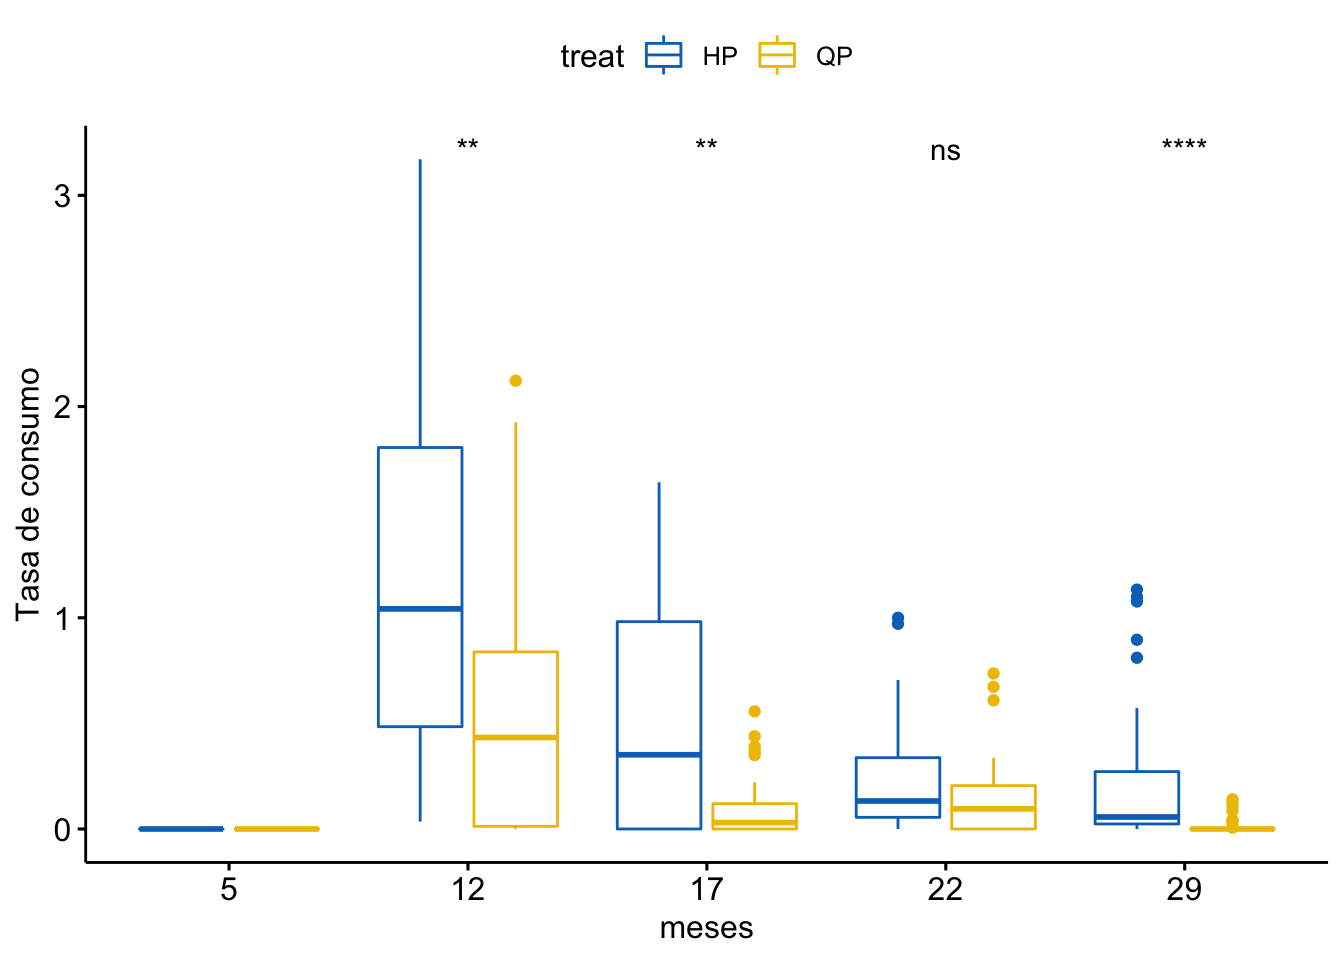 treat HP QP
** ** ns ****
3
2
1
0
Tasa de consumo
5 12 17 22 29
meses